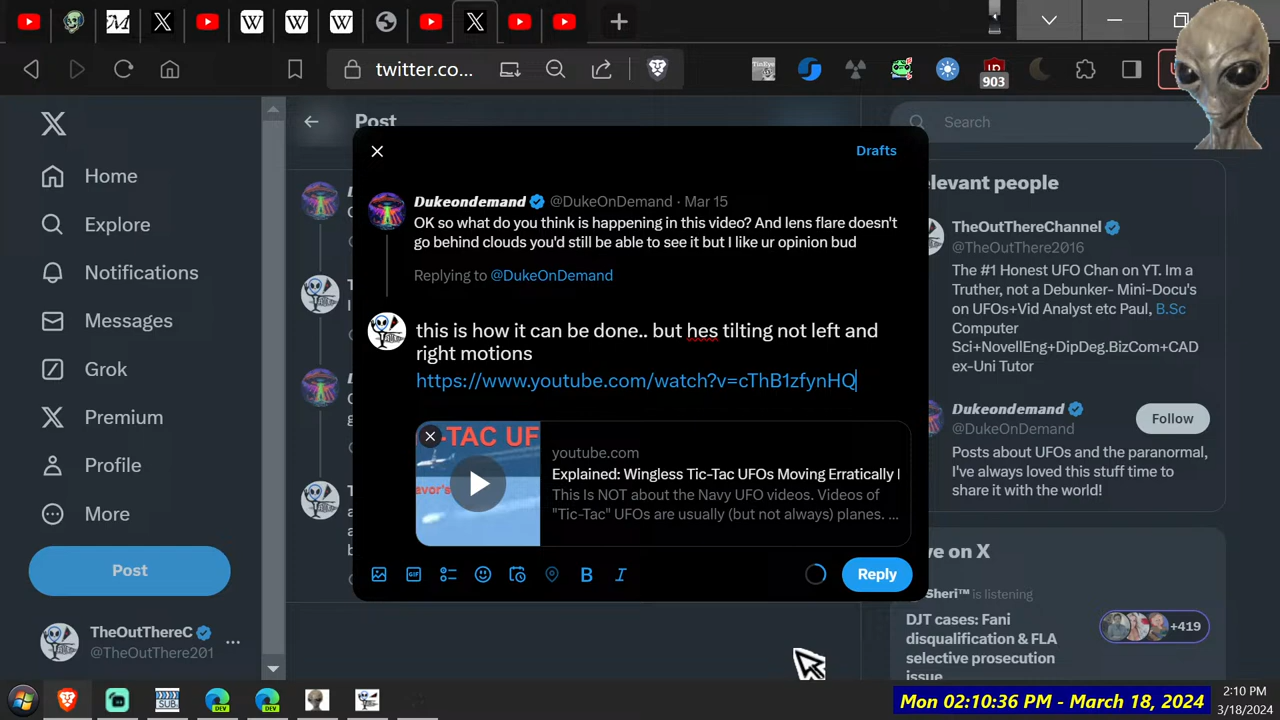 twitter.co...
TinEye
903
Post
Search
Home
Explore
Notifications
Messages
Grok
Premium
Profile
More
Post
TheOutThereC
@TheOutThere201
Drafts
Dukeondemand @DukeOnDemand · Mar 15
OK so what do you think is happening in this video? And lens flare doesn't
go behind clouds you'd still be able to see it but I like ur opinion bud
Replying to @DukeOnDemand
this is how it can be done.. but hes tilting not left and
right motions
https://www.youtube.com/watch?v=cThB1zfynHQ
-TAC UF
avor's
youtube.com
Explained: Wingless Tic-Tac UFOs Moving Erratically
This Is NOT about the Navy UFO videos. Videos of
"Tic-Tac" UFOs are usually (but not always) planes. ...
GIF
B I
Reply
elevant people
TheOutThereChannel
@TheOutThere2016
The #1 Honest UFO Chan on YT. Im a
Truther, not a Debunker- Mini-Docu's
on UFOs+Vid Analyst etc Paul, B.Sc
Computer
Sci+NovellEng+DipDeg.BizCom+CAD
ex-Uni Tutor
Dukeondemand
@DukeOnDemand
Follow
Posts about UFOs and the paranormal,
I've always loved this stuff time to
share it with the world!
ve on X
Sheri™ is listening
DJT cases: Fani
disqualification & FLA
selective prosecution
issue
+419
SUB
DEV
DEV
Mon 02:10:36 PM - March 18, 2024
2:10 PM
3/18/2024